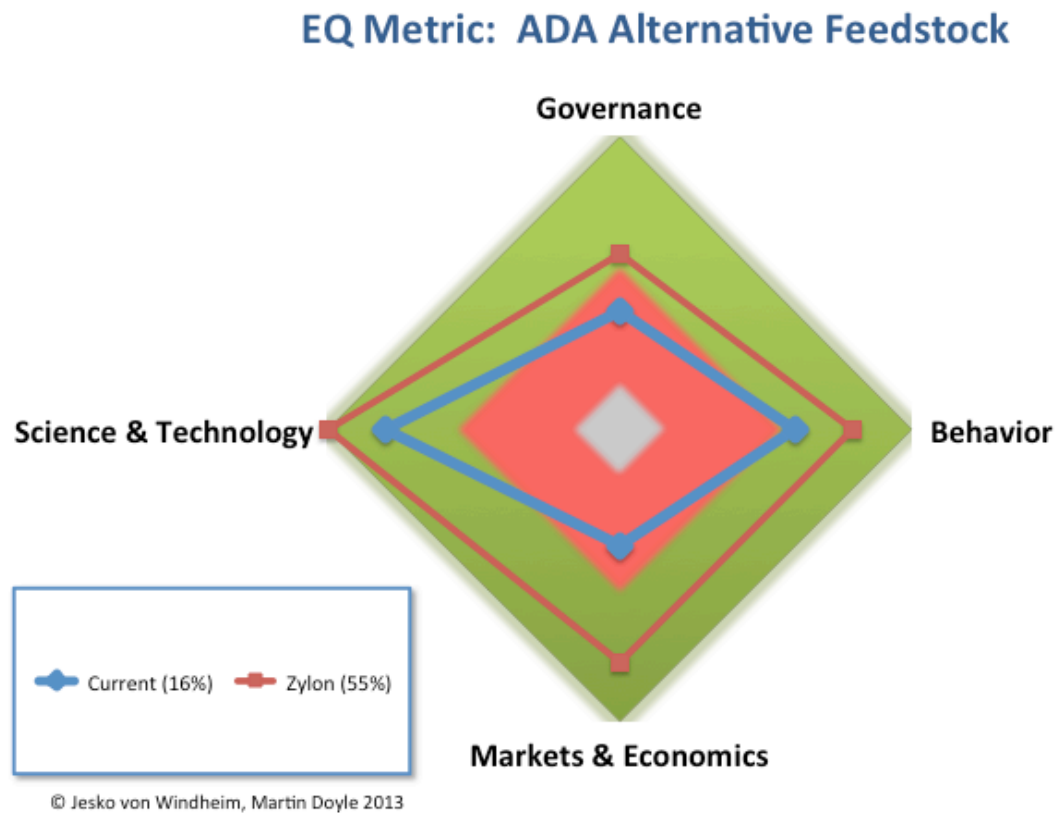 EQ Metric:  ADA Alternative Feedstock
Governance
Science & Technology
Behavior
Current (16%)
Zylon (55%)
Markets & Economics
© Jesko von Windheim, Martin Doyle 2013